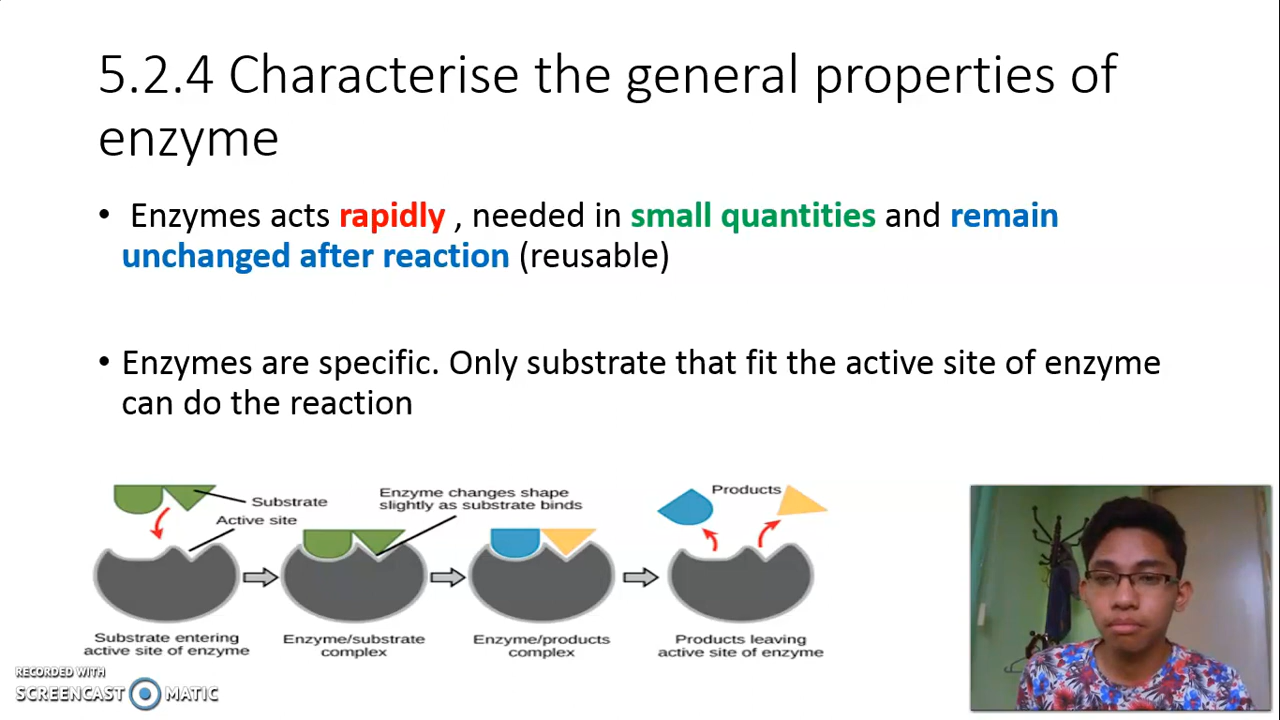 5.2.4 Characterise the general properties of
enzyme
• Enzymes acts rapidly , needed in small quantities and remain
unchanged after reaction (reusable)
• Enzymes are specific. Only substrate that fit the active site of enzyme
can do the reaction
Substrate
Active site
Enzyme changes shape
slightly as substrate binds
Products
Substrate entering
active site of enzyme
Enzyme/substrate
complex
Enzyme/products
complex
Products leaving
active site of enzyme
RECORDED WITH
SCREENCAST MATIC